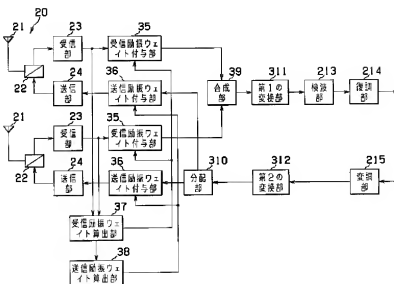 20
21
23
35
受信部
受信励振ウェイト付与部
22
24
36
39
311
213
214
送信部
送信励振ウェイト付与部
合成部
第1の変換部
検波部
復調部
21
23
35
受信部
受信励振ウェイト付与部
22
24
36
310
312
215
送信部
送信励振ウェイト付与部
分配部
第2の変換部
変調部
37
受信励振ウェイト算出部
38
送信励振ウェイト算出部